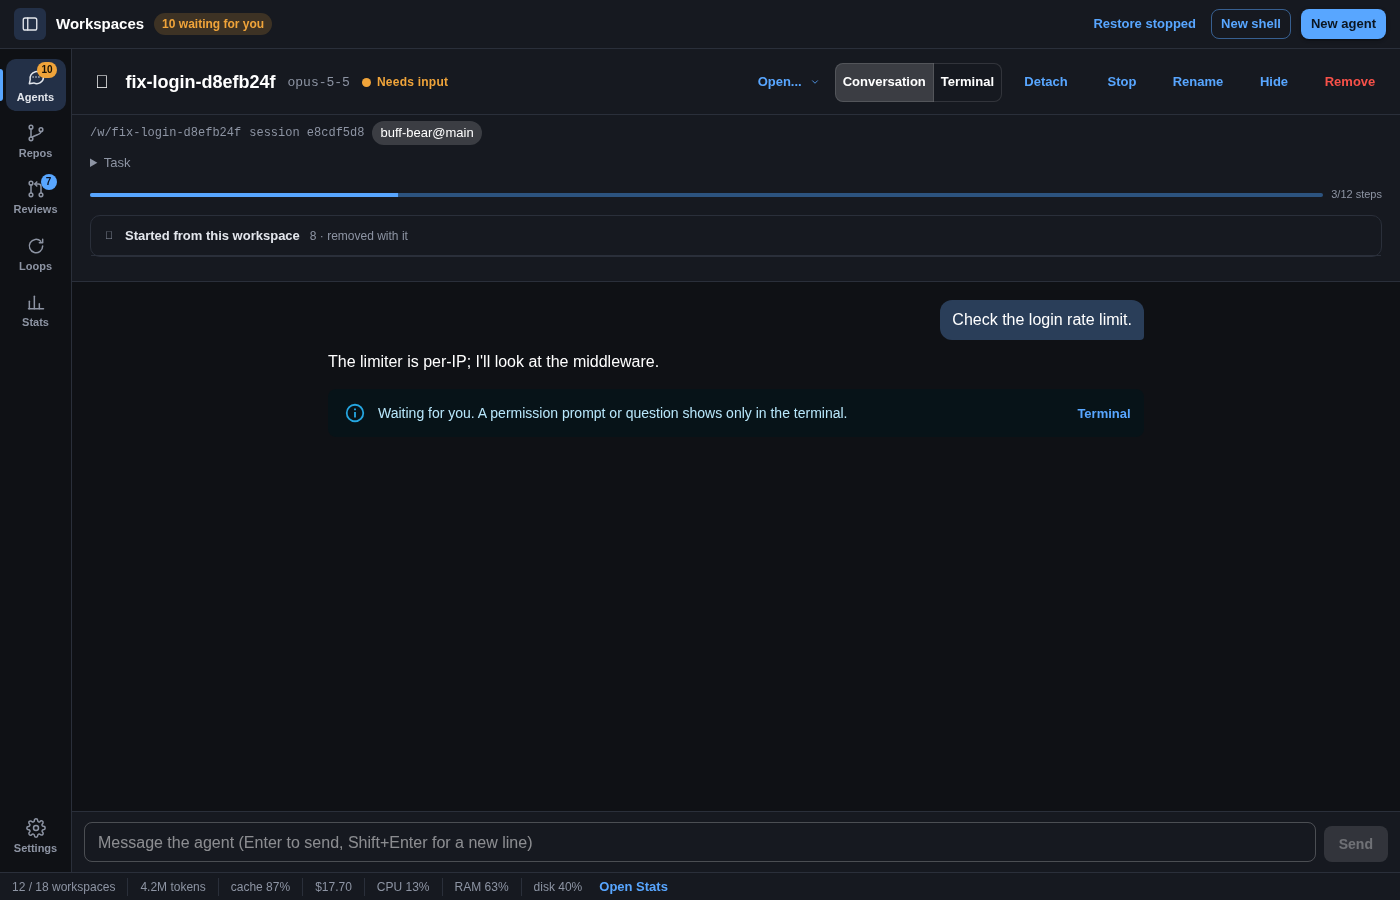 Workspaces
10 waiting for you
Restore stopped
New shell
New agent
10
Agents
Repos
7
Reviews
Loops
Stats
Settings
fix-login-d8efb24f
opus-5-5
Needs input
Open...
Conversation
Terminal
Detach
Stop
Rename
Hide
Remove
/w/fix-login-d8efb24f session e8cdf5d8 buff-bear@main
Task
3/12 steps
Started from this workspace 8 · removed with it
Check the login rate limit.
The limiter is per-IP; I'll look at the middleware.
Waiting for you. A permission prompt or question shows only in the terminal.
Terminal
Message the agent (Enter to send, Shift+Enter for a new line)
Send
12 / 18 workspaces
4.2M tokens
cache 87%
$17.70
CPU 13%
RAM 63%
disk 40%
Open Stats